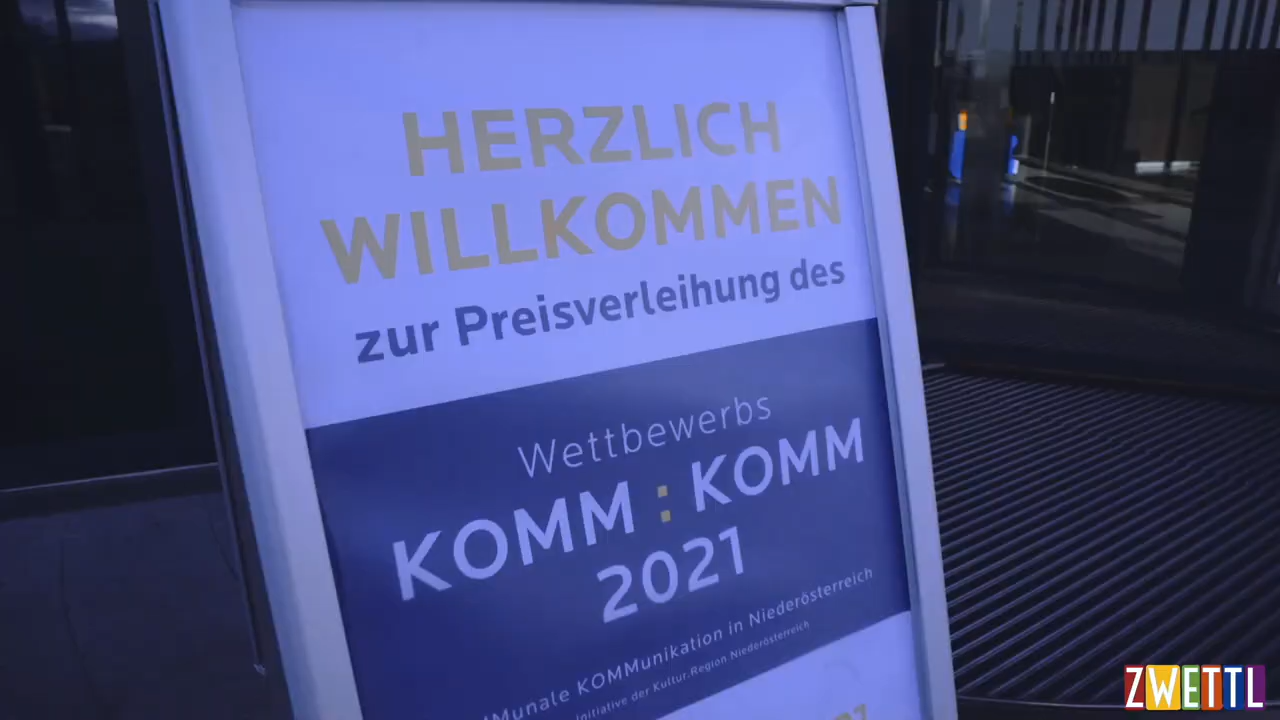 HERZLICH
WILLKOMMEN
zur Preisverleihung des
Wettbewerbs
KOMM : KOMM
2021
KOMMunikation in Niederösterreich
Initiative der Kultur.Region.Niederösterreich
ZWETTL